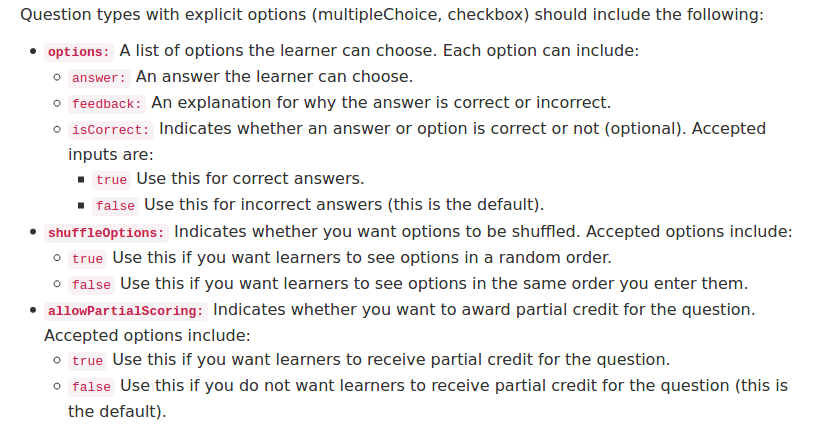 Question types with explicit options (multipleChoice, checkbox) should include the following:
options: A list of options the learner can choose. Each option can include:
answer: An answer the learner can choose.
feedback: An explanation for why the answer is correct or incorrect.
isCorrect: Indicates whether an answer or option is correct or not (optional). Accepted
inputs are:
true Use this for correct answers.
false Use this for incorrect answers (this is the default).
shuffleOptions: Indicates whether you want options to be shuffled. Accepted options include:
true Use this if you want learners to see options in a random order.
false Use this if you want learners to see options in the same order you enter them.
allowPartialScoring: Indicates whether you want to award partial credit for the question.
Accepted options include:
true Use this if you want learners to receive partial credit for the question.
false Use this if you do not want learners to receive partial credit for the question (this is
the default).